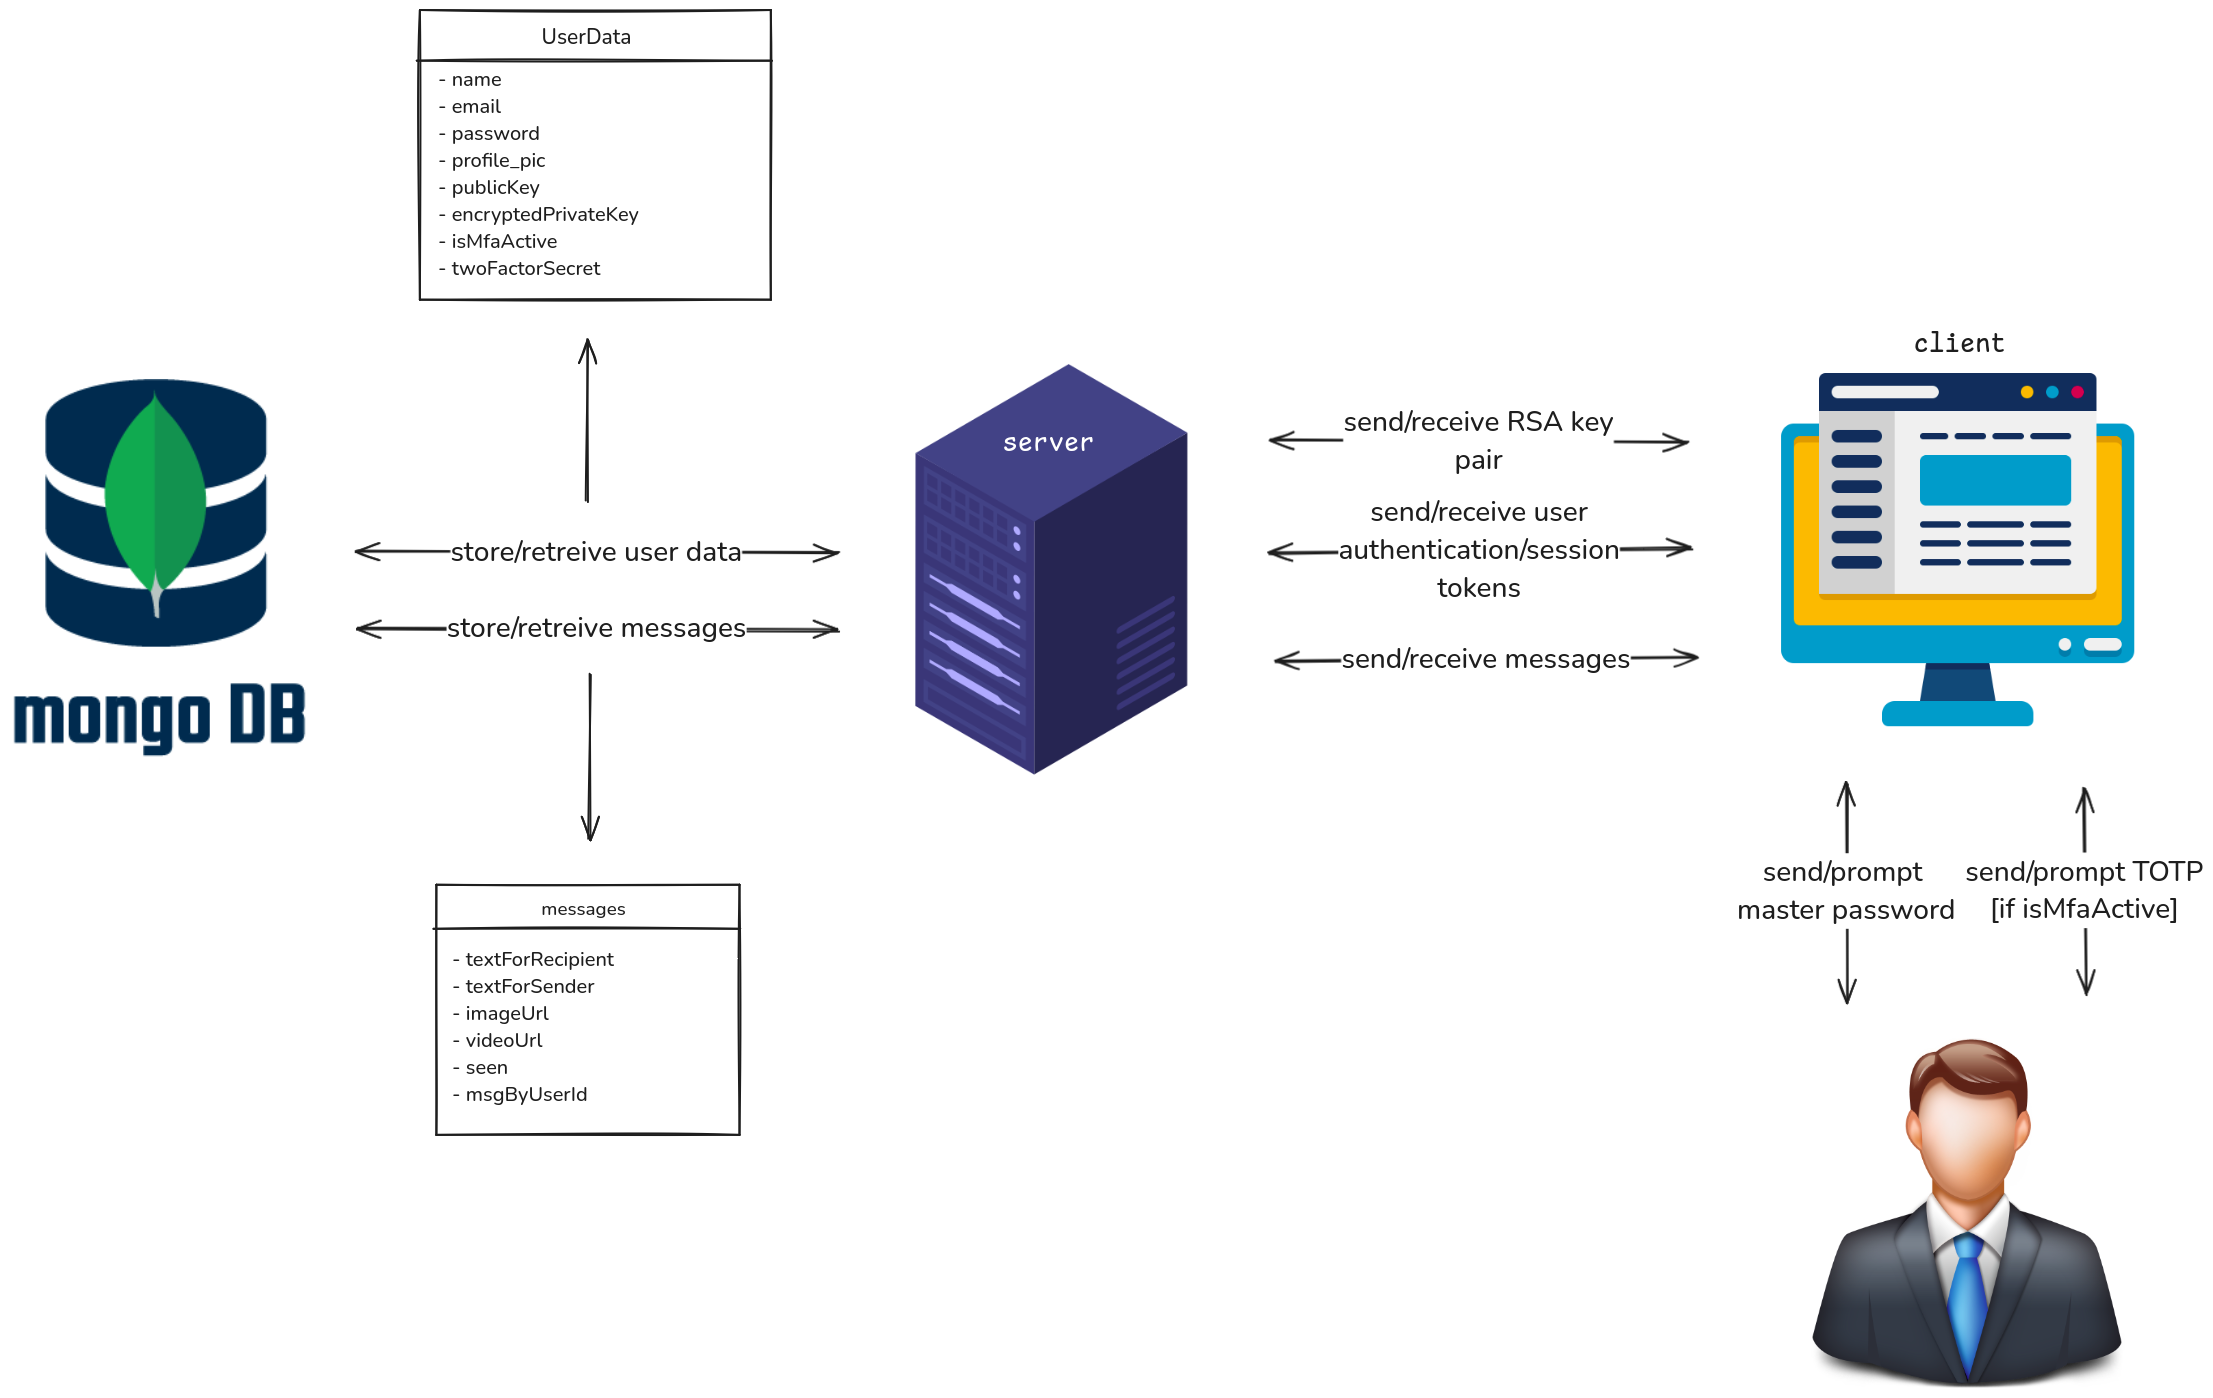 UserData
- name
- email
- password
- profile_pic
- publicKey
- encryptedPrivateKey
- isMfaActive
- twoFactorSecret
mongo DB
store/retreive user data
store/retreive messages
messages
- textForRecipient
- textForSender
- imageUrl
- videoUrl
- seen
- msgByUserId
server
send/receive RSA key
pair
send/receive user
authentication/session
tokens
send/receive messages
client
send/prompt
master password
send/prompt TOTP
[if isMfaActive]